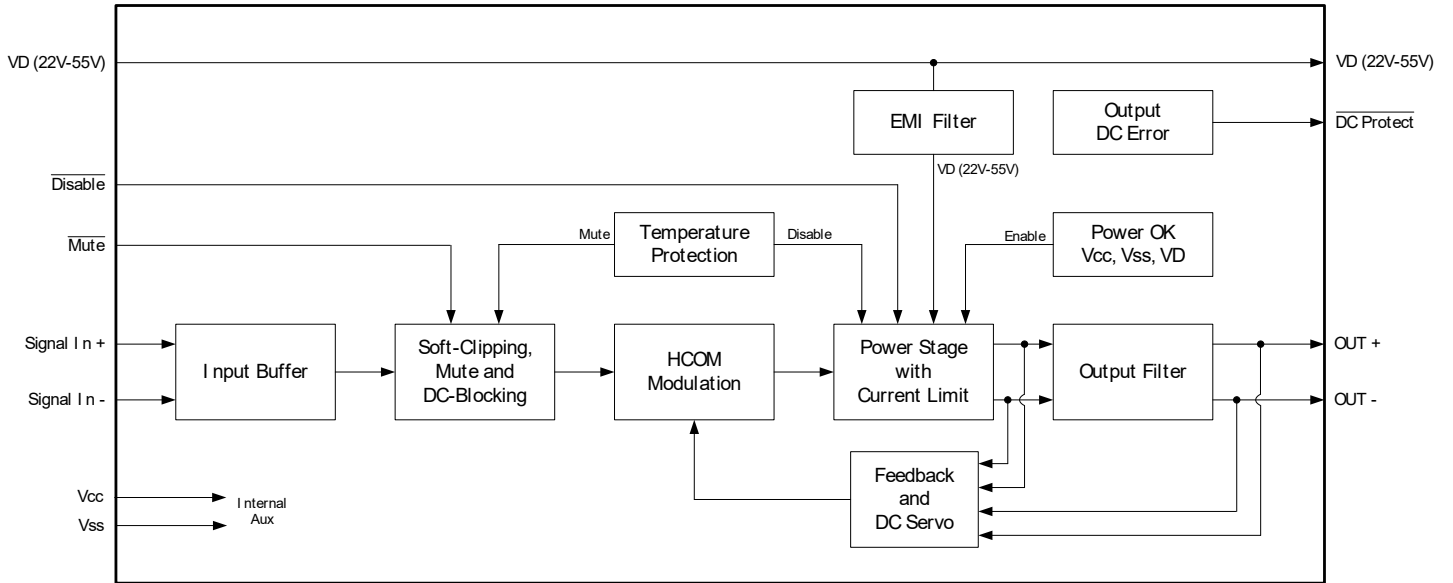 VD (22V-55V)
VD (22V-55V)
EMI Filter
Output
DC Error
DC Protect
VD (22V-55V)
Disable
Mute
Mute
Temperature
Protection
Disable
Enable
Power OK
Vcc, Vss, VD
Signal In +
Signal In -
Input Buffer
Soft-Clipping,
Mute and
DC-Blocking
HCOM
Modulation
Power Stage
with
Current Limit
Output Filter
OUT +
OUT -
Feedback
and
DC Servo
Vcc
Vss
Internal
Aux